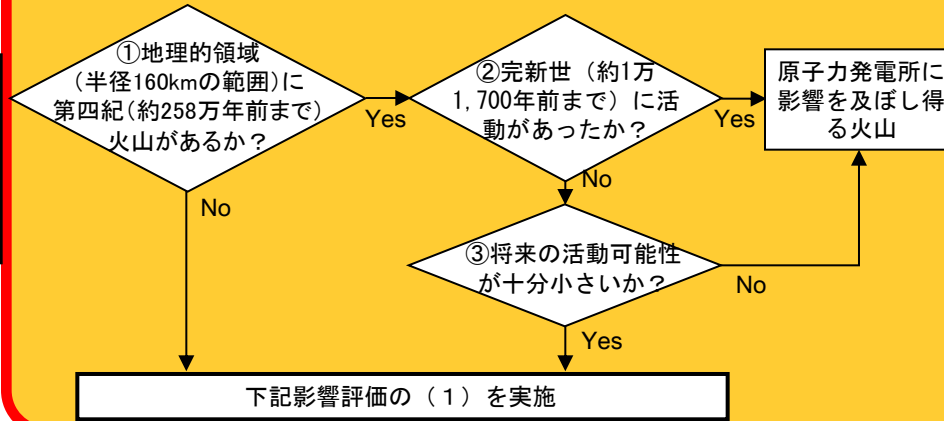 ①地理的領域
(半径160kmの範囲)に
第四紀(約258万年前まで)
火山があるか？
Yes
②完新世（約1万
1,700年前まで）に活
動があったか？
Yes
原子力発電所に
影響を及ぼし得
る火山
No
No
③将来の活動可能性
が十分小さいか？
No
Yes
下記影響評価の（１）を実施